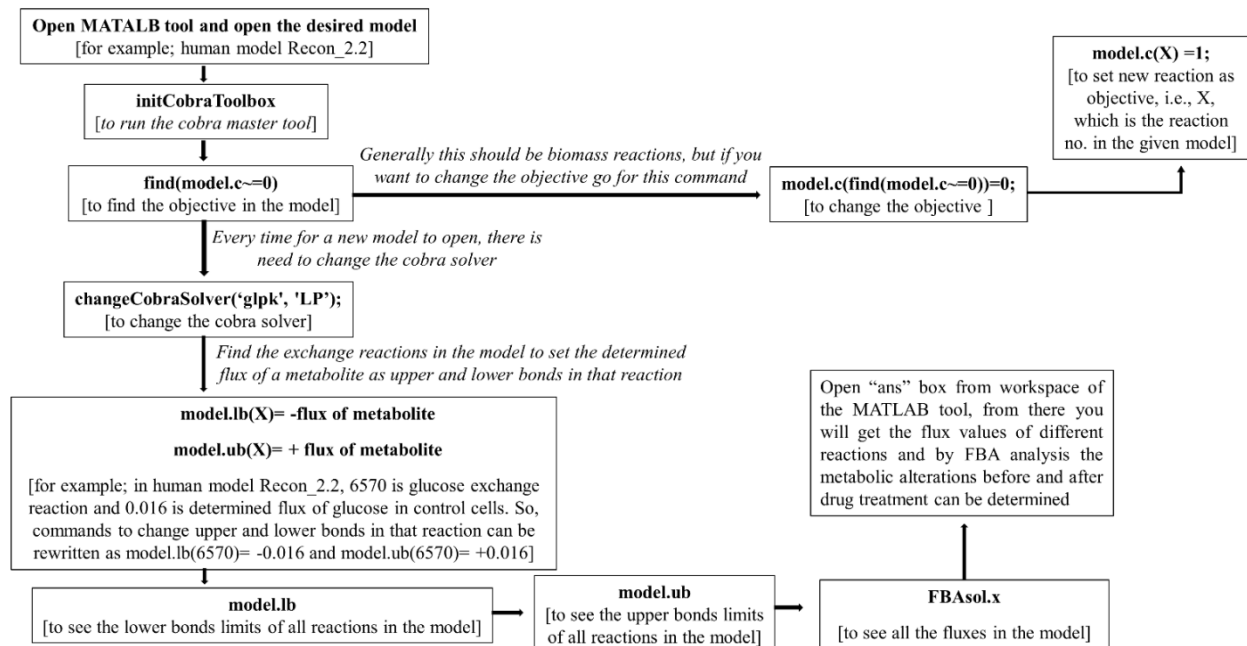 Open MATALB tool and open the desired model
[for example; human model Recon_2.2]
initCobraToolbox
[to run the cobra master tool]
find(model.c~=0)
[to find the objective in the model]
Generally this should be biomass reactions, but if you
want to change the objective go for this command
model.c(find(model.c~=0))=0;
[to change the objective ]
model.c(X) =1;
[to set new reaction as
objective, i.e., X,
which is the reaction
no. in the given model]
Every time for a new model to open, there is
need to change the cobra solver
changeCobraSolver(‘glpk', 'LP’);
[to change the cobra solver]
Find the exchange reactions in the model to set the determined
flux of a metabolite as upper and lower bonds in that reaction
model.lb(X)= -flux of metabolite
model.ub(X)= + flux of metabolite
[for example; in human model Recon_2.2, 6570 is glucose exchange
reaction and 0.016 is determined flux of glucose in control cells. So,
commands to change upper and lower bonds in that reaction can be
rewritten as model.lb(6570)= -0.016 and model.ub(6570)= +0.016]
model.lb
[to see the lower bonds limits of all reactions in the model]
model.ub
[to see the upper bonds limits
of all reactions in the model]
FBAsol.x
[to see all the fluxes in the model]
Open “ans” box from workspace of
the MATLAB tool, from there you
will get the flux values of different
reactions and by FBA analysis the
metabolic alterations before and after
drug treatment can be determined